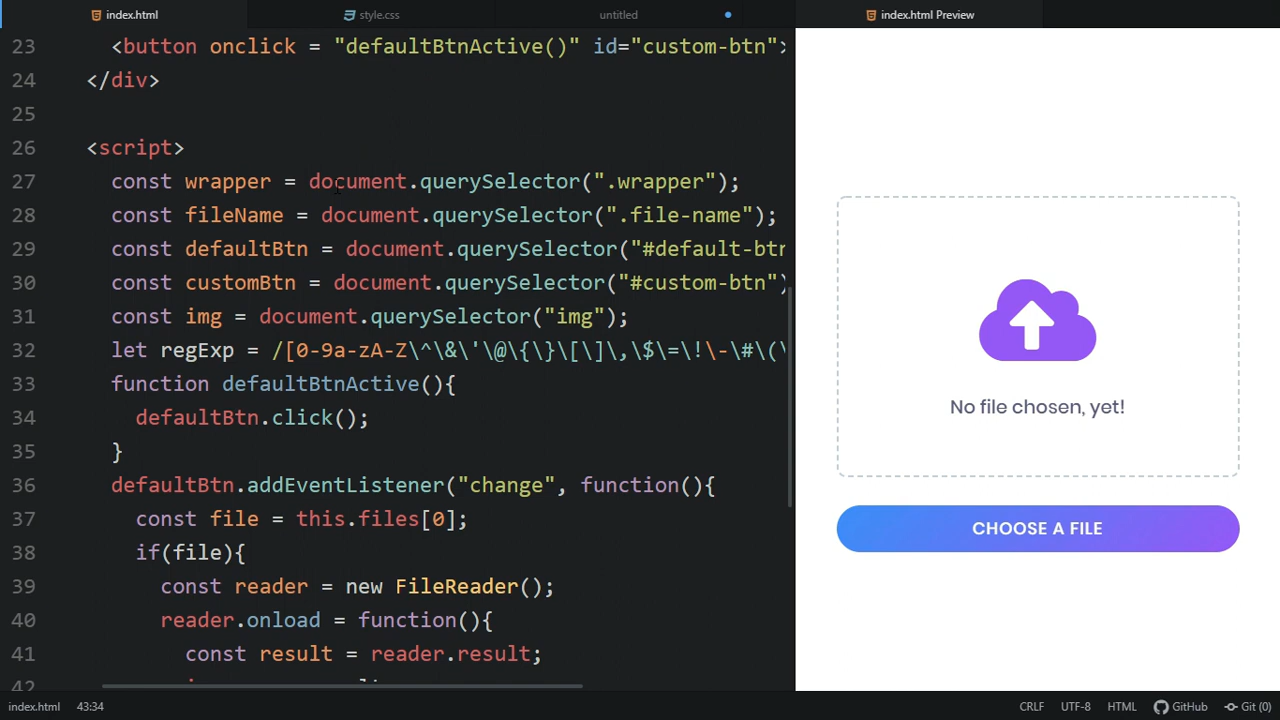 index.html
style.css
untitled
index.html Preview
23 <button onclick = "defaultBtnActive()" id="custom-btn">
24 </div>
25
26 <script>
27 const wrapper = document.querySelector(".wrapper");
28 const fileName = document.querySelector(".file-name");
29 const defaultBtn = document.querySelector("#default-btn
30 const customBtn = document.querySelector("#custom-btn")
31 const img = document.querySelector("img");
32 let regExp = /[0-9a-zA-Z\^\&\'\@\{\}\[\]\,\$\=\!\-\#\(\
33 function defaultBtnActive(){
34 defaultBtn.click();
35 }
36 defaultBtn.addEventListener("change", function(){
37 const file = this.files[0];
38 if(file){
39 const reader = new FileReader();
40 reader.onload = function(){
41 const result = reader.result;
42
No file chosen, yet!
CHOOSE A FILE
index.html 43:34 CRLF UTF-8 HTML GitHub Git (0)